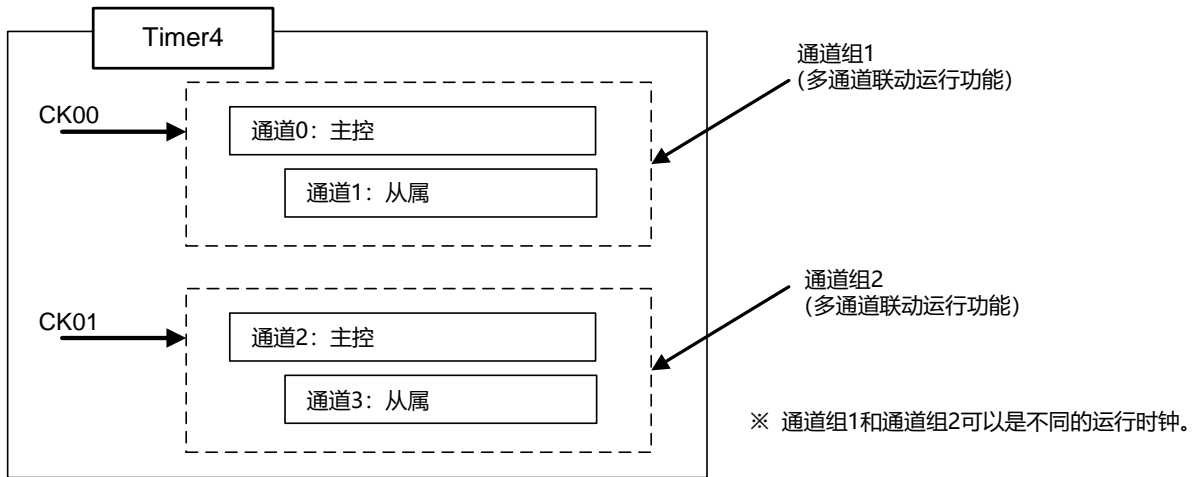 Timer4
通道组1
(多通道联动运行功能)
CK00
通道0：主控
通道1：从属
通道组2
(多通道联动运行功能)
CK01
通道2：主控
通道3：从属
※ 通道组1和通道组2可以是不同的运行时钟。